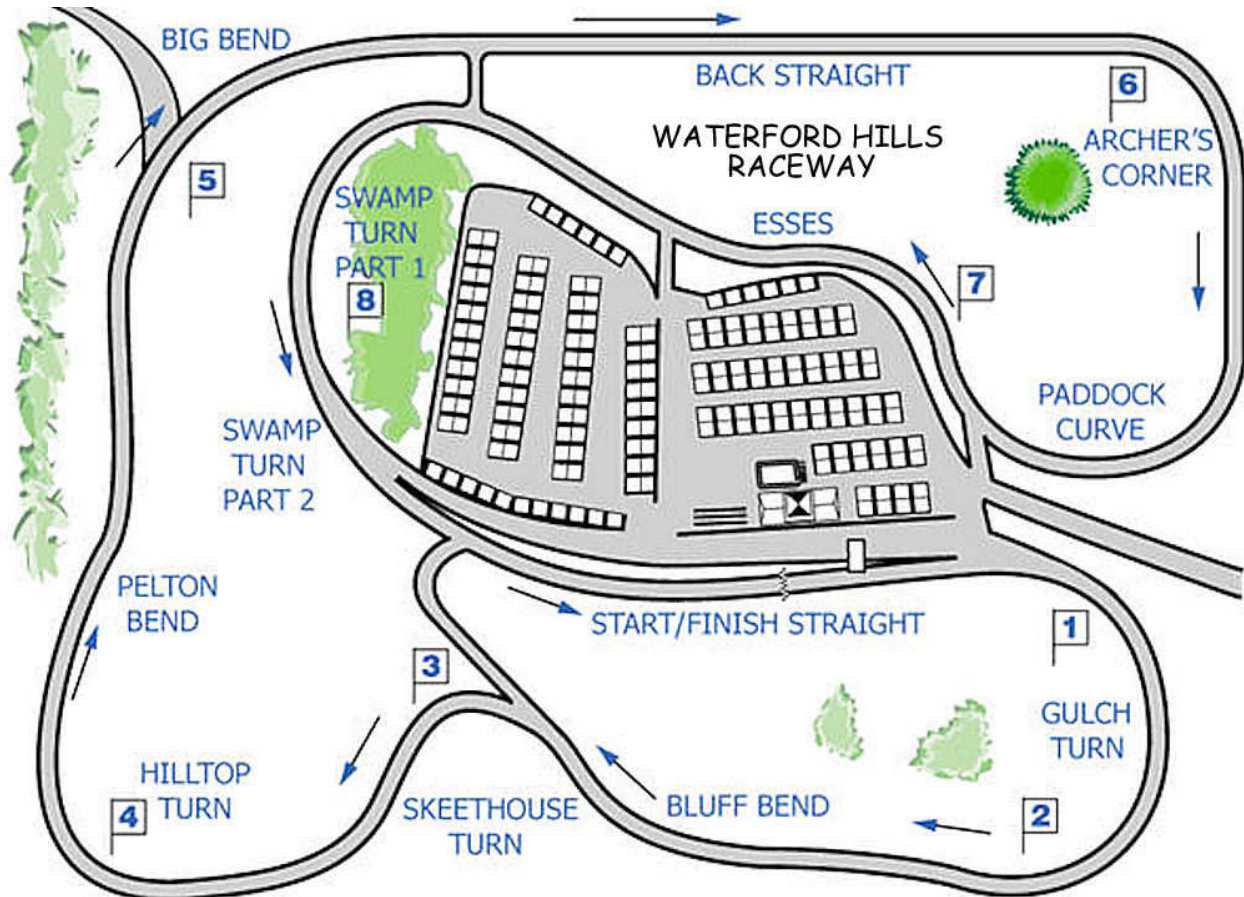 BIG BEND
BACK STRAIGHT
6
WATERFORD HILLS
RACEWAY
ARCHER'S
CORNER
5
SWAMP
TURN
PART 1
ESSES
7
8
PADDOCK
CURVE
SWAMP
TURN
PART 2
PELTON
BEND
START/FINISH STRAIGHT
1
3
GULCH
TURN
HILLTOP
TURN
4
SKEETHOUSE
TURN
BLUFF BEND
2